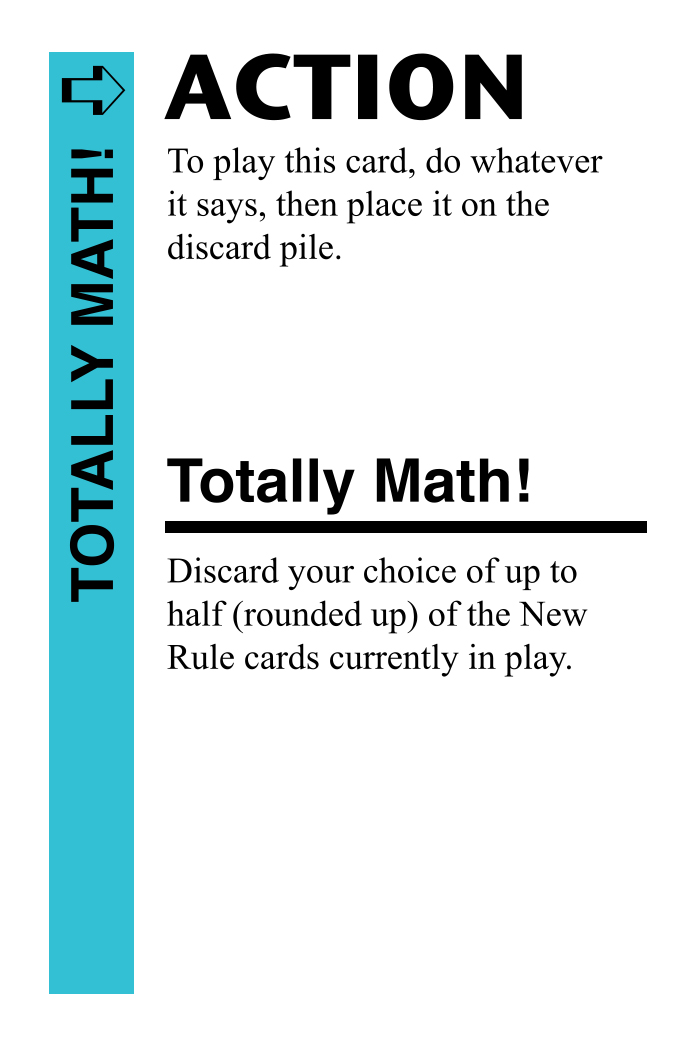 TOTALLY MATH!
ACTION
To play this card, do whatever
it says, then place it on the
discard pile.
Totally Math!
Discard your choice of up to
half (rounded up) of the New
Rule cards currently in play.